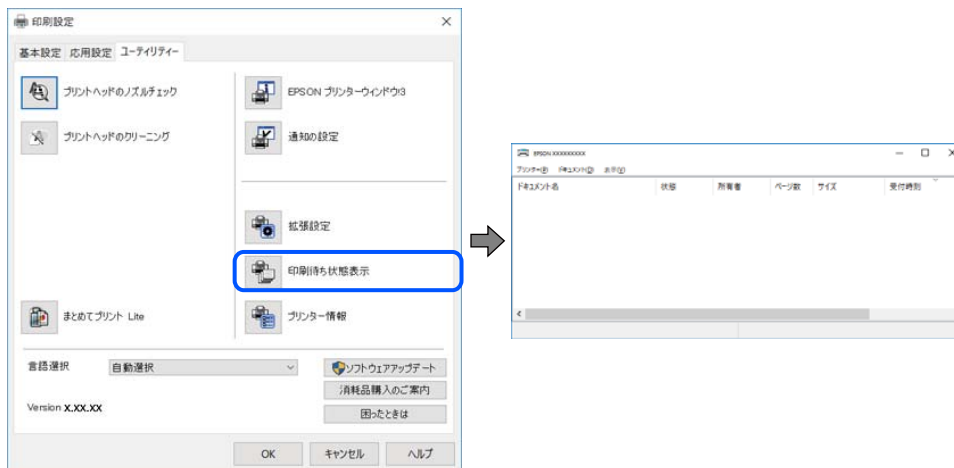 印刷設定
基本設定 応用設定 ユーティリティー
プリントヘッドのノズルチェック
プリントヘッドのクリーニング
まとめてプリント Lite
EPSON プリンターウィンドウ!3
通知の設定
拡張設定
印刷待ち状態表示
プリンター情報
言語選択 自動選択
ソフトウェアアップデート
消耗品購入のご案内
Version X.XX.XX
困ったときは
OK キャンセル ヘルプ
EPSON XXXXXXXXXX
プリンター(P) ドキュメント(D) 表示(V)
ドキュメント名 状態 所有者 ページ数 サイズ 受付時刻